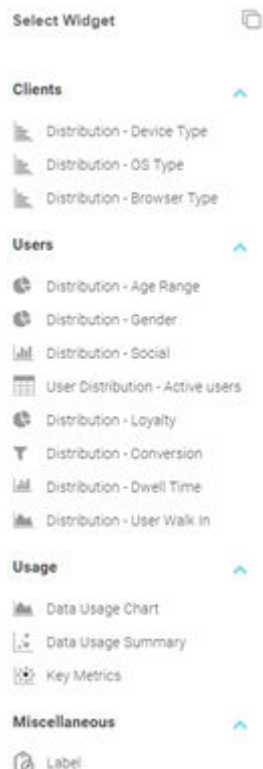 Select Widget
Clients
Distribution - Device Type
Distribution - OS Type
Distribution - Browser Type
Users
Distribution - Age Range
Distribution - Gender
Distribution - Social
User Distribution - Active users
Distribution - Loyalty
Distribution - Conversion
Distribution - Dwell Time
Distribution - User Walk In
Usage
Data Usage Chart
Data Usage Summary
Key Metrics
Miscellaneous
Label